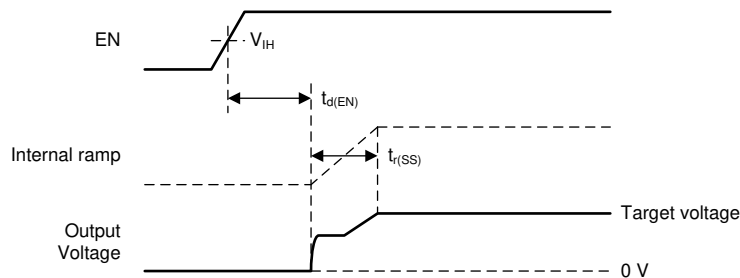 EN
V_IH
t_d(EN)
Internal ramp
t_r(SS)
Output
Voltage
Target voltage
0 V